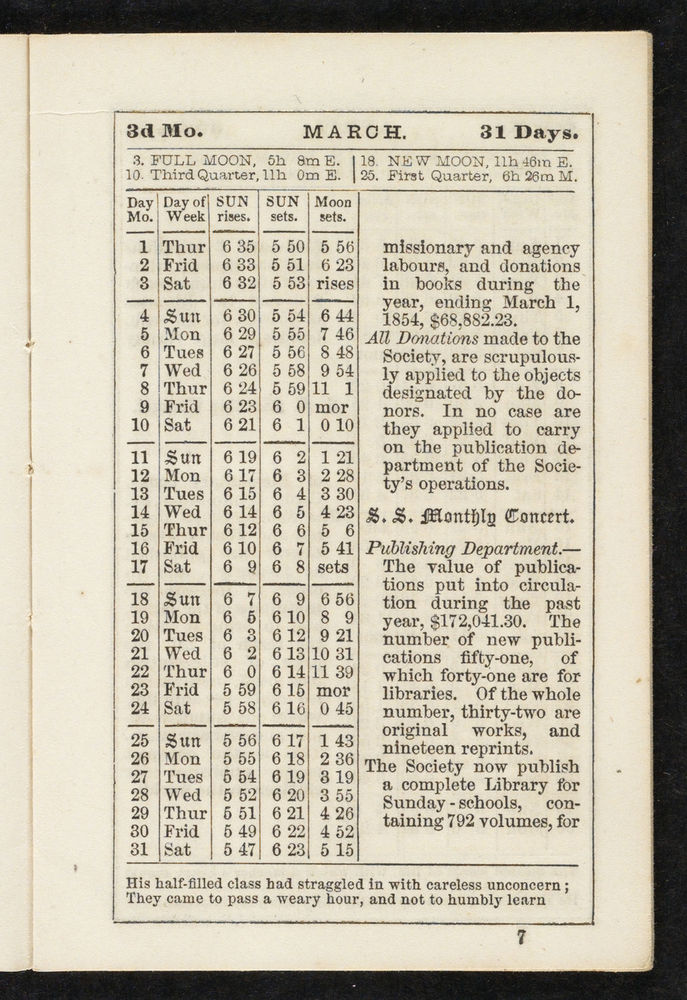 3d Mo. MARCH. 31 Days.
3. FULL MOON, 5h 8m E. 18. NEW MOON, 11h 46m E.
10. Third Quarter, 11h 0m E. 25. First Quarter, 6h 26m M.
Day Mo. Day of Week SUN rises. SUN sets. Moon sets.
1 Thur 6 35 5 50 5 56
2 Frid 6 33 5 51 6 23
3 Sat 6 32 5 53 rises
4 Sun 6 30 5 54 6 44
5 Mon 6 29 5 55 7 46
6 Tues 6 27 5 56 8 48
7 Wed 6 26 5 58 9 54
8 Thur 6 24 5 59 11 1
9 Frid 6 23 6 0 mor
10 Sat 6 21 6 1 0 10
11 Sun 6 19 6 2 1 21
12 Mon 6 17 6 3 2 28
13 Tues 6 15 6 4 3 30
14 Wed 6 14 6 5 4 23
15 Thur 6 12 6 6 5 6
16 Frid 6 10 6 7 5 41
17 Sat 6 9 6 8 sets
18 Sun 6 7 6 9 6 56
19 Mon 6 5 6 10 8 9
20 Tues 6 3 6 12 9 21
21 Wed 6 2 6 13 10 31
22 Thur 6 0 6 14 11 39
23 Frid 5 59 6 15 mor
24 Sat 5 58 6 16 0 45
25 Sun 5 56 6 17 1 43
26 Mon 5 55 6 18 2 36
27 Tues 5 54 6 19 3 19
28 Wed 5 52 6 20 3 55
29 Thur 5 51 6 21 4 26
30 Frid 5 49 6 22 4 52
31 Sat 5 47 6 23 5 15
missionary and agency
labours, and donations
in books during the
year, ending March 1,
1854, $68,882.23.
All Donations made to the
Society, are scrupulous-
ly applied to the objects
designated by the do-
nors. In no case are
they applied to carry
on the publication de-
partment of the Socie-
ty's operations.
S. S. Monthly Concert.
Publishing Department.—
The value of publica-
tions put into circula-
tion during the past
year, $172,041.30. The
number of new publi-
cations fifty-one, of
which forty-one are for
libraries. Of the whole
number, thirty-two are
original works, and
nineteen reprints.
The Society now publish
a complete Library for
Sunday-schools, con-
taining 792 volumes, for
His half-filled class had straggled in with careless unconcern;
They came to pass a weary hour, and not to humbly learn
7